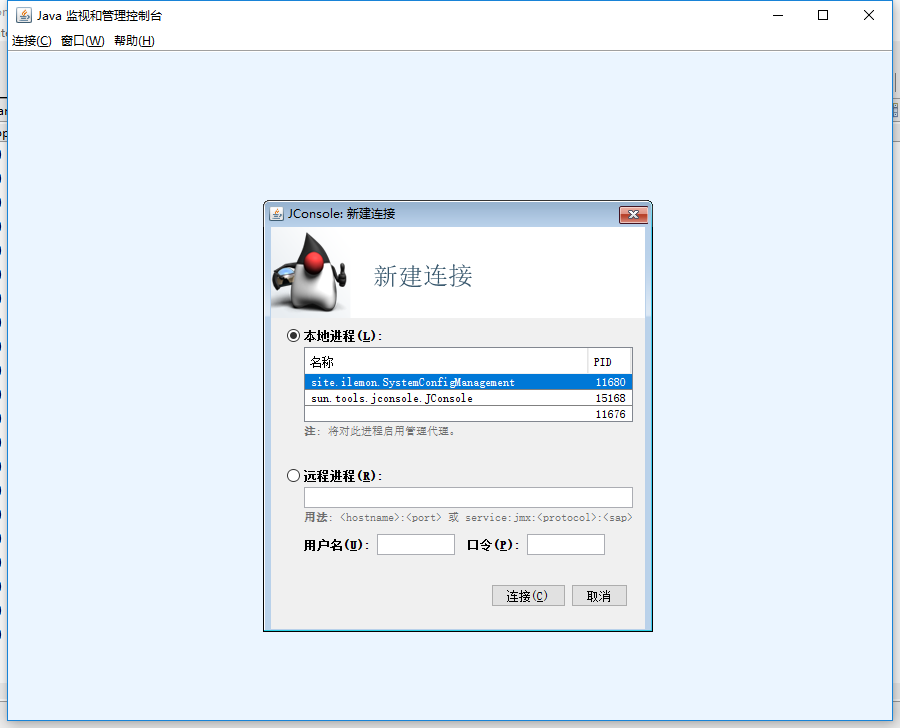 Java 监视和管理控制台
连接(C) 窗口(W) 帮助(H)
JConsole: 新建连接
新建连接
本地进程(L):
名称 PID
site.ilemon.SystemConfigManagement 11680
sun.tools.jconsole.JConsole 15168
11676
注: 将对此进程启用管理代理。
远程进程(R):
用法: <hostname>:<port> 或 service:jmx:<protocol>:<sap>
用户名(U): 口令(P):
连接(C) 取消